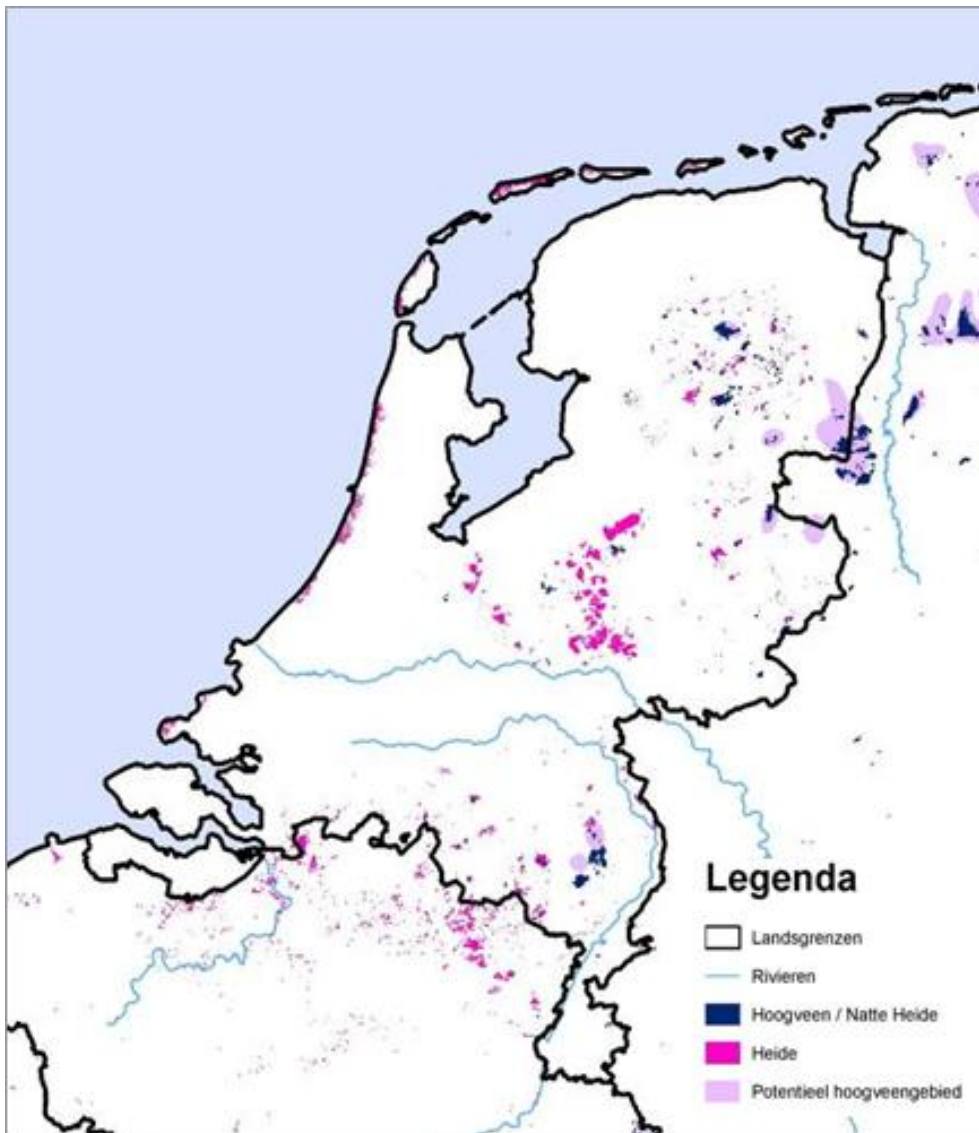 Legenda
Landsgrenzen
Rivieren
Hoogveen / Natte Heide
Heide
Potentieel hoogveengebied